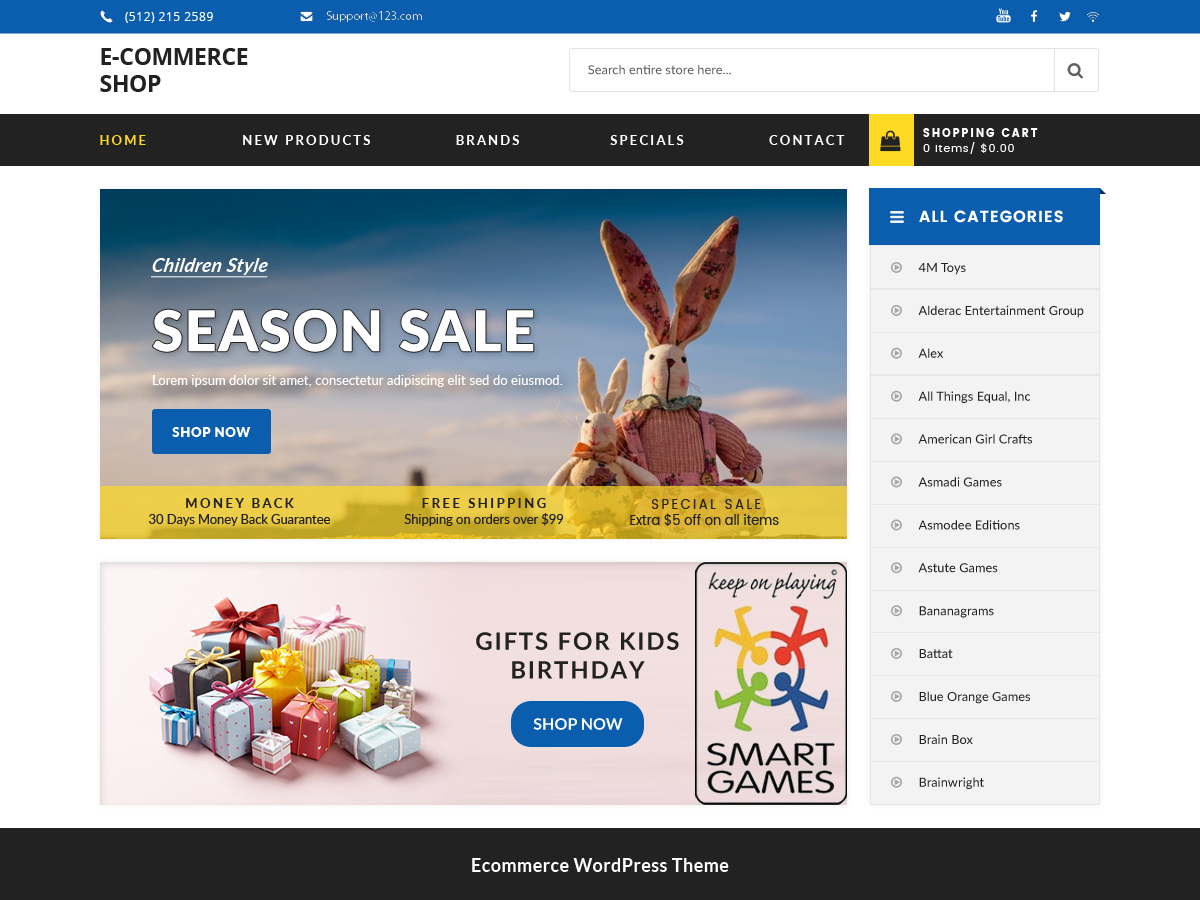 (512) 215 2589
Support@123.com
You
Tube
E-COMMERCE
SHOP
Search entire store here...
HOME
NEW PRODUCTS
BRANDS
SPECIALS
CONTACT
SHOPPING CART
0 Items/ $0.00
Children Style
SEASON SALE
Lorem ipsum dolor sit amet, consectetur adipiscing elit sed do eiusmod.
SHOP NOW
MONEY BACK
30 Days Money Back Guarantee
FREE SHIPPING
Shipping on orders over $99
SPECIAL SALE
Extra $5 off on all items
GIFTS FOR KIDS
BIRTHDAY
SHOP NOW
keep on playing©
SMART
GAMES
ALL CATEGORIES
4M Toys
Alderac Entertainment Group
Alex
All Things Equal, Inc
American Girl Crafts
Asmadi Games
Asmodee Editions
Astute Games
Bananagrams
Battat
Blue Orange Games
Brain Box
Brainwright
Ecommerce WordPress Theme